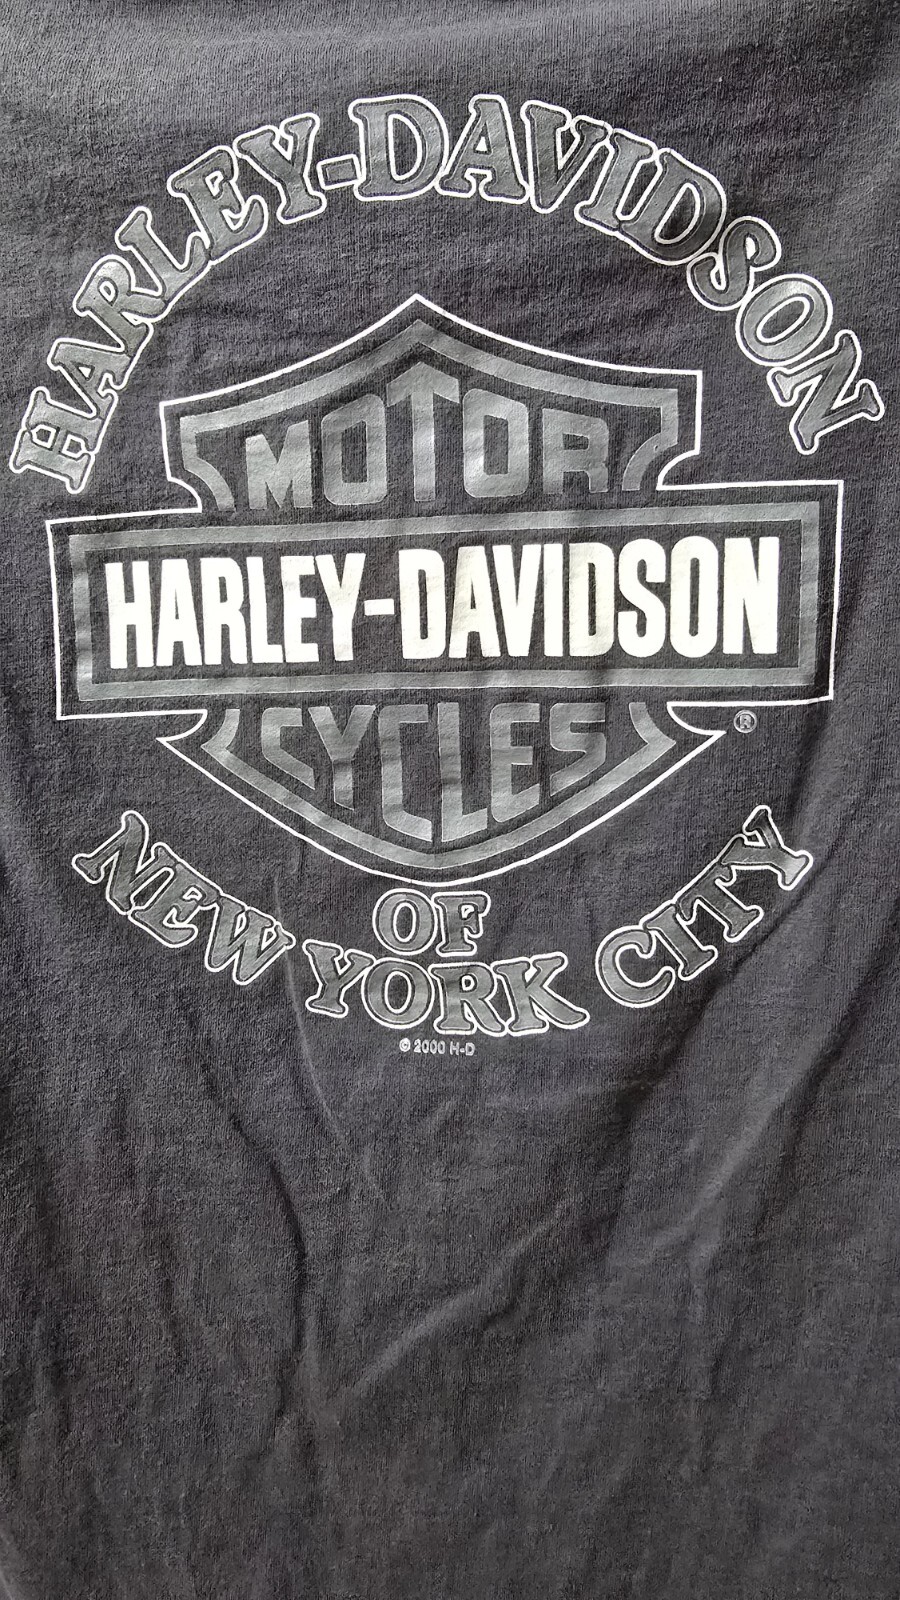 HARLEY-DAVIDSON
MOTOR
HARLEY-DAVIDSON
CYCLES
®
OF
NEW YORK CITY
© 2000 H-D